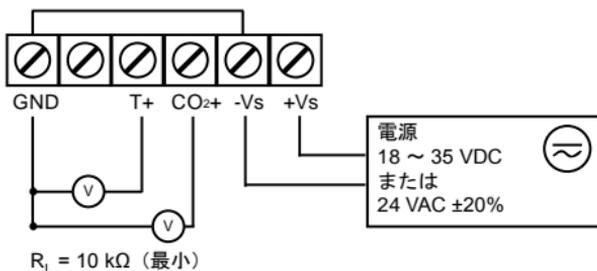 GND T+ CO₂+ -Vs +Vs
電源
18 ～ 35 VDC
または
24 VAC ±20%
V
V
R_L = 10 kΩ（最小）